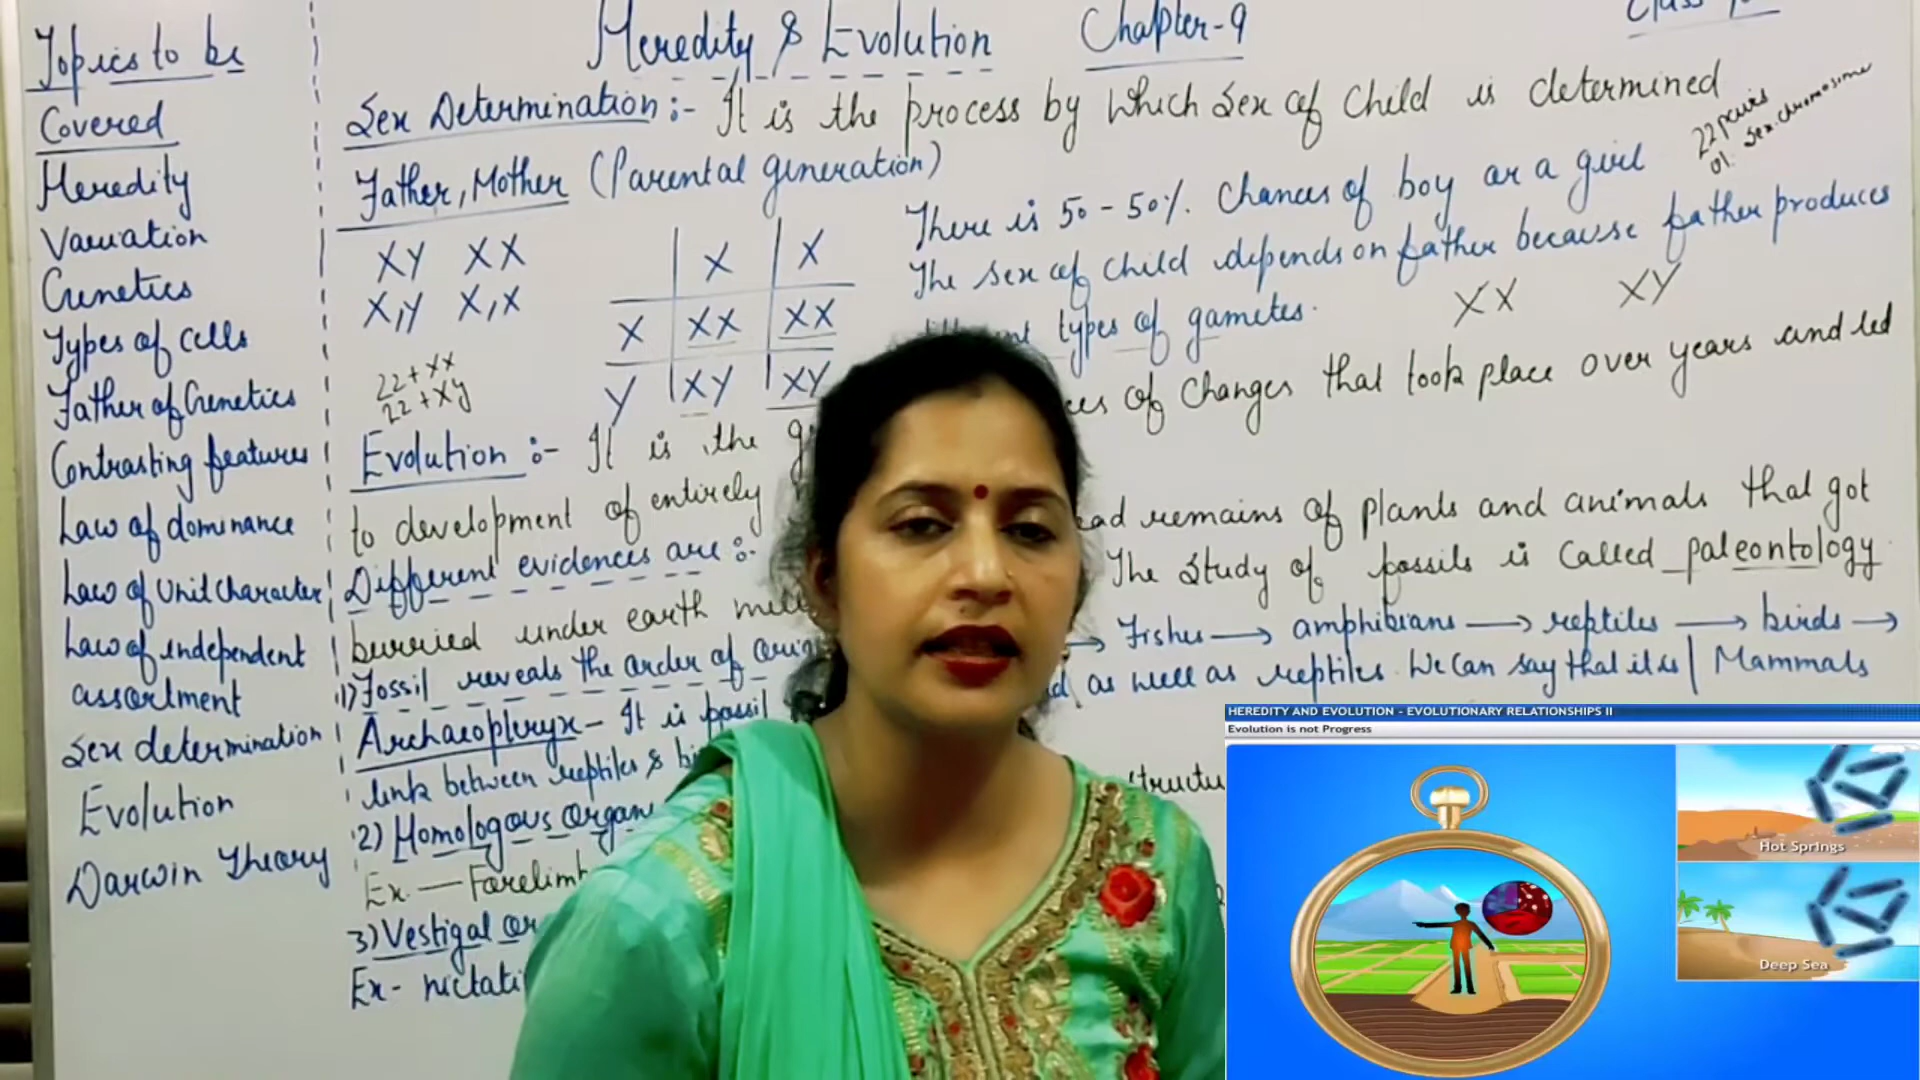 Topics to be
Covered
Heredity
Variation
Genetics
Types of cells
Father of Genetics
Contrasting features
Law of dominance
Law of Unit Character
Law of independent
assortment
Sex determination
Evolution
Darwin Theory
Heredity & Evolution Chapter-9
Class
Sex Determination :- It is the process by which Sex of Child is determined
22 pairs
01. Sex chromosome
Father, Mother (Parental generation)
XY XX
X,Y X,X
22+XX
22+XY
X X
X XX XX
Y XY XY
There is 50-50%. Chances of boy or a girl
The sex of child depends on father because father produces
types of gametes.
XX XY
Evolution :- It is the
of Changes that took place over years and led
to development of entirely
Different evidences are :-
remains of plants and animals that got
burried under earth
The Study of fossils is Called paleontology
1) Fossil reveals the order of
→ Fishes → amphibians → reptiles → birds →
Mammals
Archaeopteryx - It is fossil
as well as reptiles. We can say that it is
link between reptiles &
2) Homologous organ
Ex. — Forelimb
3) Vestigal
Ex-
HEREDITY AND EVOLUTION - EVOLUTIONARY RELATIONSHIPS II
Evolution is not Progress
Hot Springs
Deep Sea